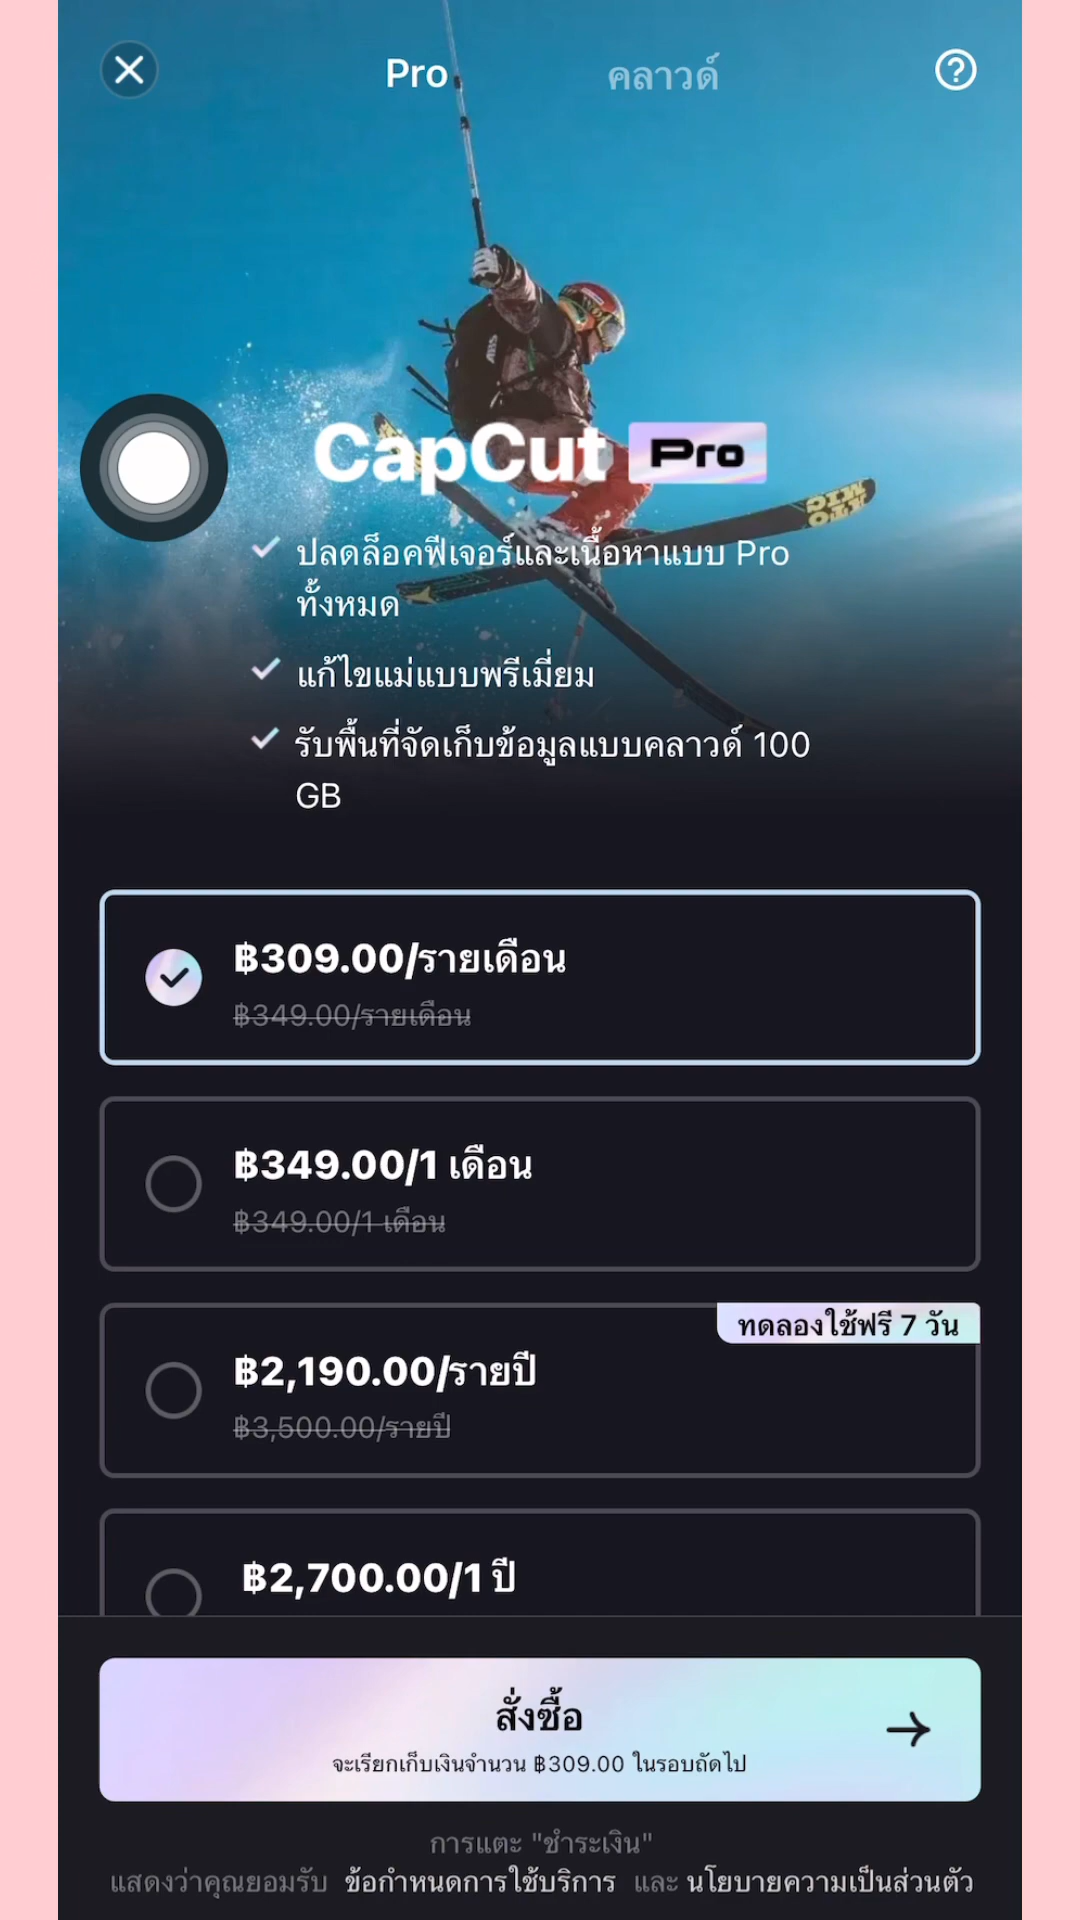 Pro
คลาวด์
CapCut Pro
ปลดล็อคฟีเจอร์และเนื้อหาแบบ Pro
ทั้งหมด
แก้ไขแม่แบบพรีเมี่ยม
รับพื้นที่จัดเก็บข้อมูลแบบคลาวด์ 100
GB
฿309.00/รายเดือน
฿349.00/รายเดือน
฿349.00/1 เดือน
฿349.00/1 เดือน
ทดลองใช้ฟรี 7 วัน
฿2,190.00/รายปี
฿3,500.00/รายปี
฿2,700.00/1 ปี
สั่งซื้อ
จะเรียกเก็บเงินจำนวน ฿309.00 ในรอบถัดไป
การแตะ "ชำระเงิน"
แสดงว่าคุณยอมรับ ข้อกำหนดการใช้บริการ และ นโยบายความเป็นส่วนตัว